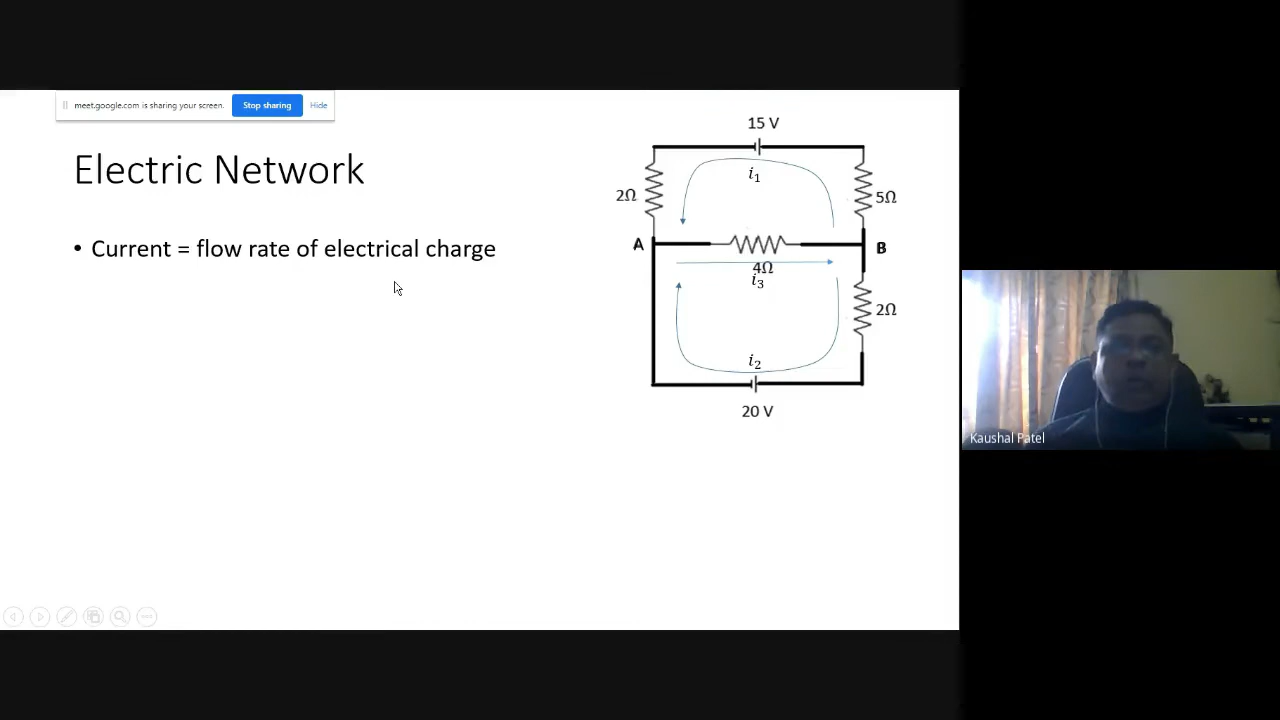 meet.google.com is sharing your screen. Stop sharing Hide
15 V
Electric Network
i₁
2Ω
5Ω
• Current = flow rate of electrical charge
A
B
4Ω
i₃
2Ω
i₂
20 V
Kaushal Patel